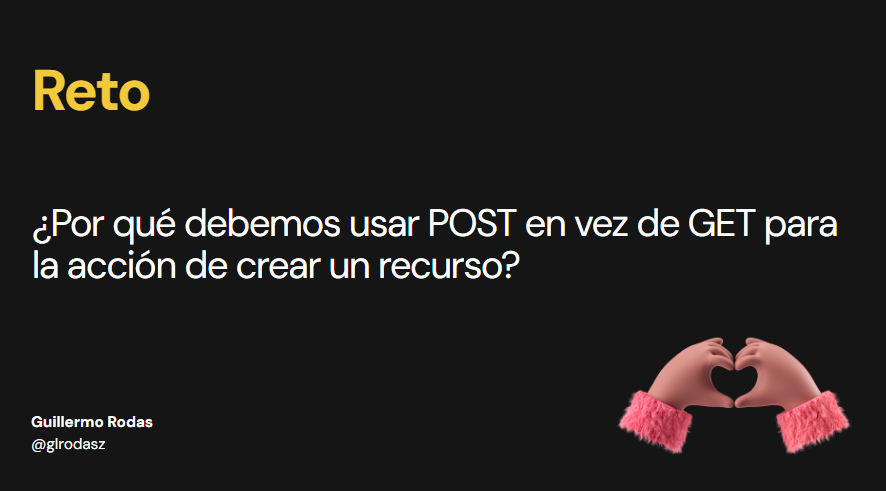 Reto
¿Por qué debemos usar POST en vez de GET para
la acción de crear un recurso?
Guillermo Rodas
@glrodasz